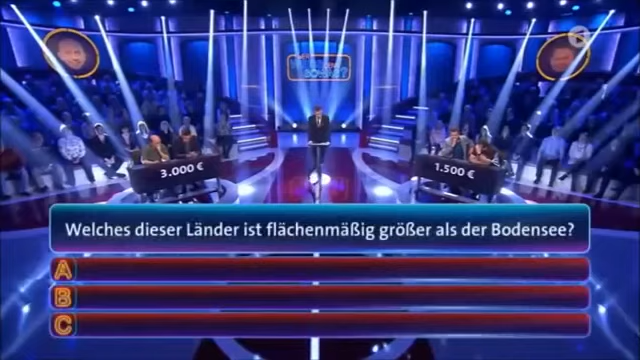 3.000 €
1.500 €
Welches dieser Länder ist flächenmäßig größer als der Bodensee?
A
B
C